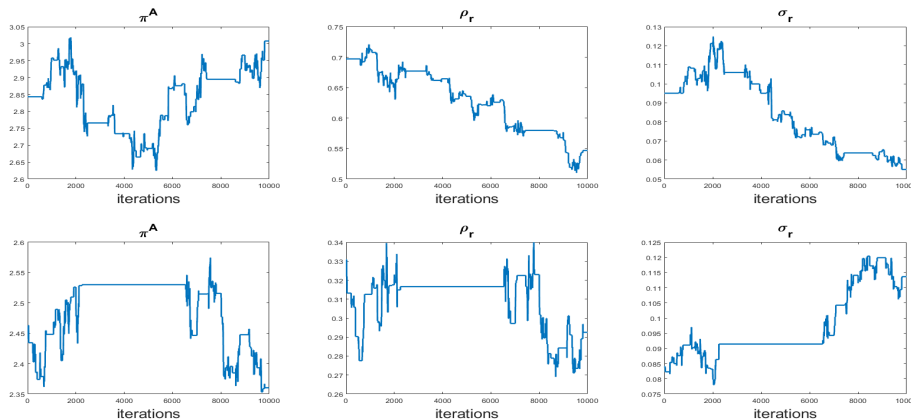 π^A
3.05
3
2.95
2.9
2.85
2.8
2.75
2.7
2.65
2.6
0 2000 4000 6000 8000 10000
iterations
ρ_r
0.8
0.7
0.6
0.5
0 2000 4000 6000 8000 10000
iterations
σ_r
0.13
0.12
0.11
0.1
0.09
0.08
0.07
0.06
0.05
0 2000 4000 6000 8000 10000
iterations
π^A
2.6
2.55
2.5
2.45
2.4
2.35
0 2000 4000 6000 8000 10000
iterations
ρ_r
0.34
0.33
0.32
0.31
0.3
0.29
0.28
0.27
0.26
0 2000 4000 6000 8000 10000
iterations
σ_r
0.125
0.12
0.115
0.11
0.105
0.1
0.095
0.09
0.085
0.08
0.075
0 2000 4000 6000 8000 10000
iterations